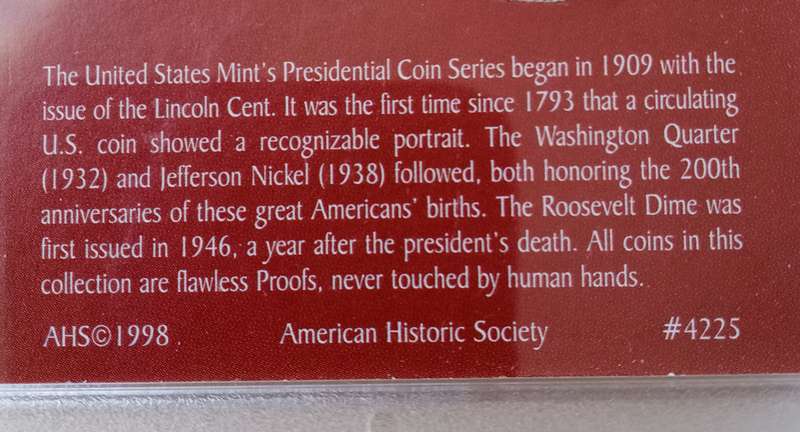 The United States Mint's Presidential Coin Series began in 1909 with the
issue of the Lincoln Cent. It was the first time since 1793 that a circulating
U.S. coin showed a recognizable portrait. The Washington Quarter
(1932) and Jefferson Nickel (1938) followed, both honoring the 200th
anniversaries of these great Americans' births. The Roosevelt Dime was
first issued in 1946, a year after the president's death. All coins in this
collection are flawless Proofs, never touched by human hands.
AHS©1998 American Historic Society #4225